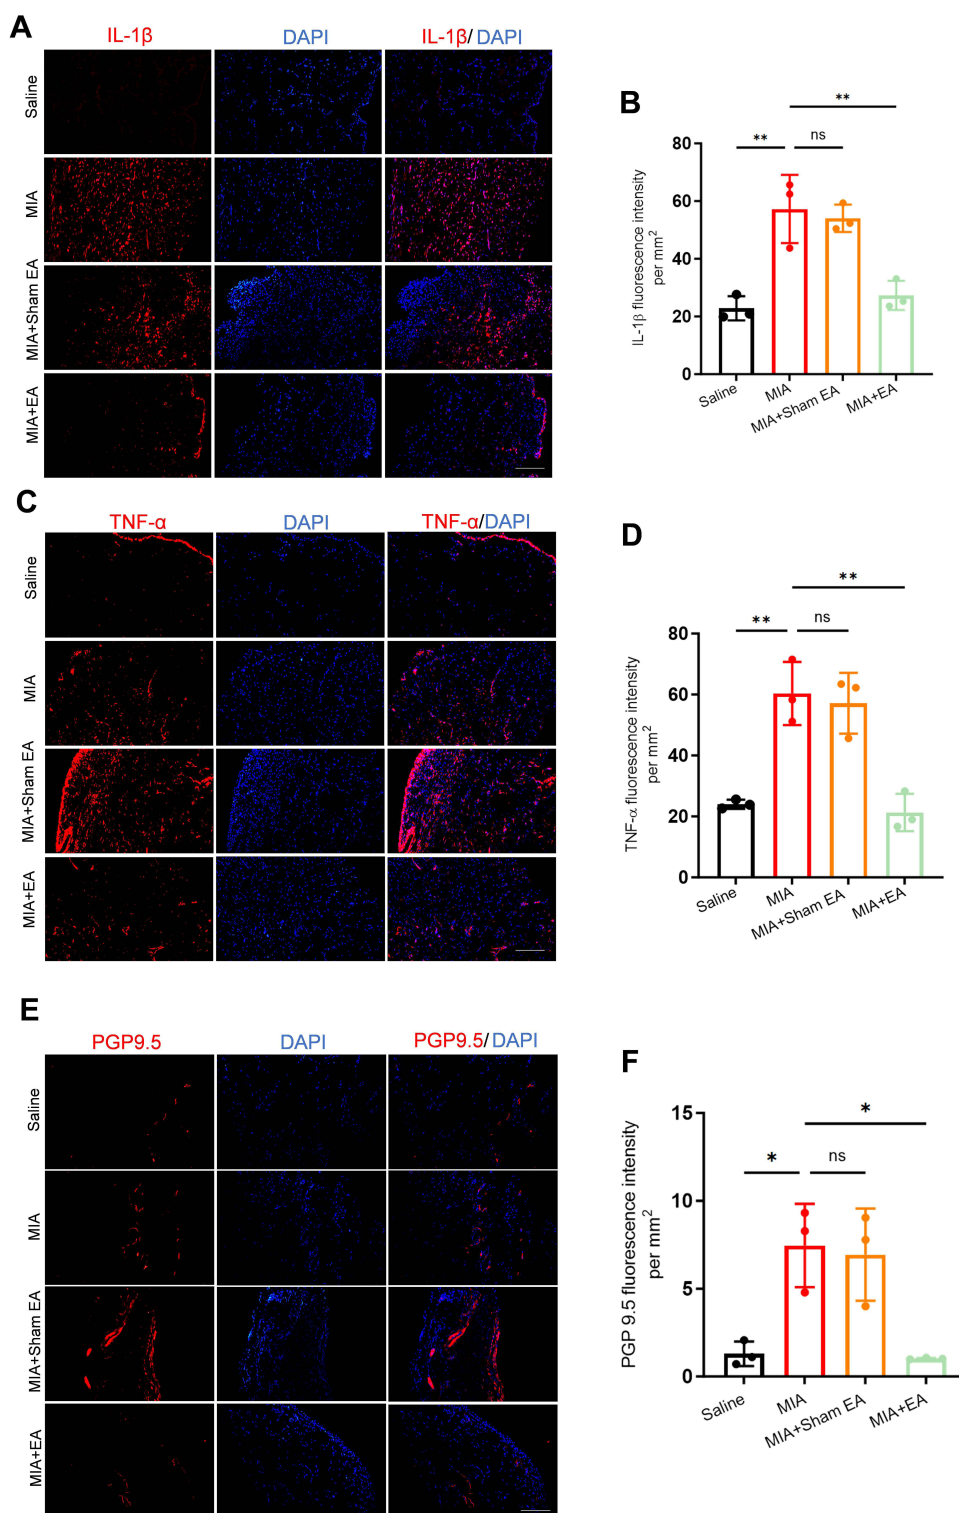 A
IL-1β
DAPI
IL-1β/DAPI
Saline
MIA
MIA+Sham EA
MIA+EA
B
**
**
ns
80
60
40
20
0
IL-1β fluorescence intensity
per mm2
Saline
MIA
MIA+Sham EA
MIA+EA
C
TNF-α
DAPI
TNF-α/DAPI
Saline
MIA
MIA+Sham EA
MIA+EA
D
**
**
ns
80
60
40
20
0
TNF-α fluorescence intensity
per mm2
Saline
MIA
MIA+Sham EA
MIA+EA
E
PGP9.5
DAPI
PGP9.5/DAPI
Saline
MIA
MIA+Sham EA
MIA+EA
F
*
*
ns
15
10
5
0
PGP 9.5 fluorescence intensity
per mm2
Saline
MIA
MIA+Sham EA
MIA+EA